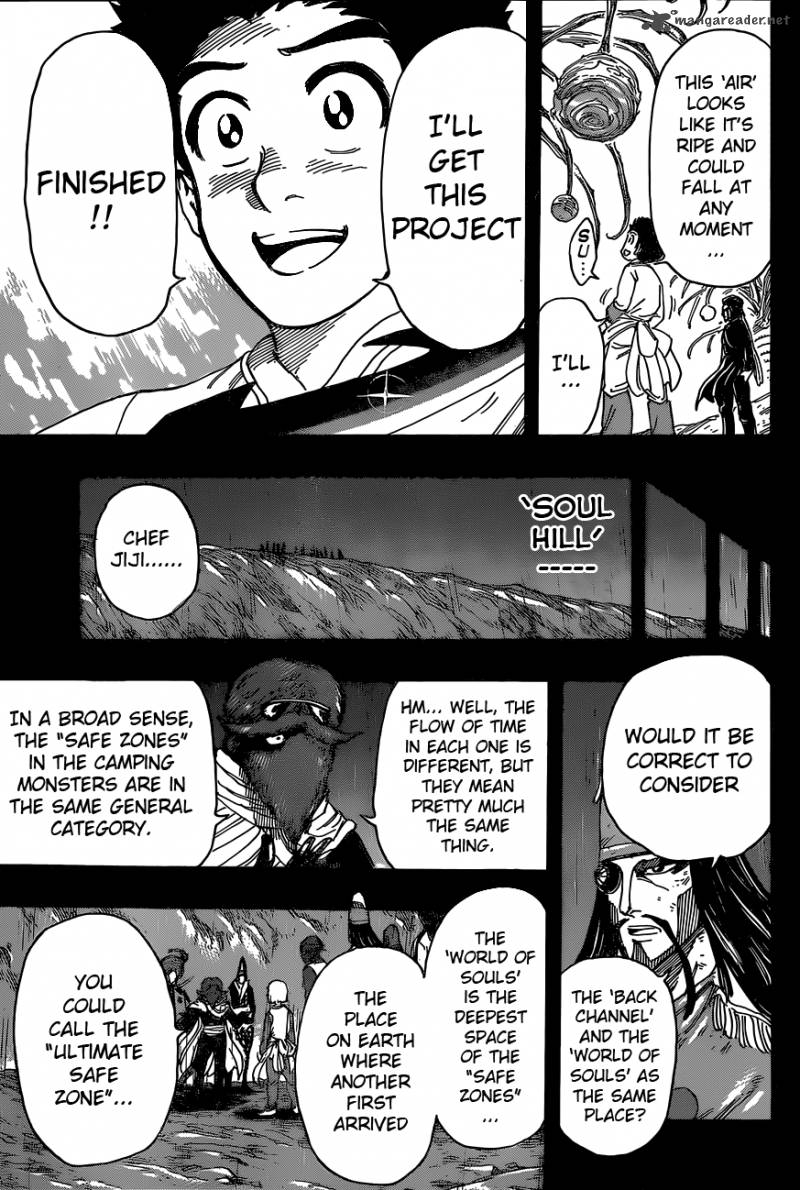 mangareader.net
THIS 'AIR'
LOOKS
LIKE IT'S
RIPE AND
COULD
FALL AT
ANY
MOMENT
...
SU...
I'LL
...
I'LL
GET
THIS
PROJECT
FINISHED
!!
'SOUL
HILL'
-----
CHEF
JIJI......
WOULD IT BE
CORRECT TO
CONSIDER
THE 'BACK
CHANNEL'
AND THE
'WORLD OF
SOULS' AS
THE SAME
PLACE?
HM... WELL, THE
FLOW OF TIME
IN EACH ONE IS
DIFFERENT, BUT
THEY MEAN
PRETTY MUCH
THE SAME
THING.
IN A BROAD SENSE,
THE "SAFE ZONES"
IN THE CAMPING
MONSTERS ARE IN
THE SAME GENERAL
CATEGORY.
THE
'WORLD OF
SOULS'
IS THE
DEEPEST
SPACE
OF THE
"SAFE
ZONES"
...
THE
PLACE
ON EARTH
WHERE
ANOTHER
FIRST
ARRIVED
YOU
COULD
CALL THE
"ULTIMATE
SAFE
ZONE"...